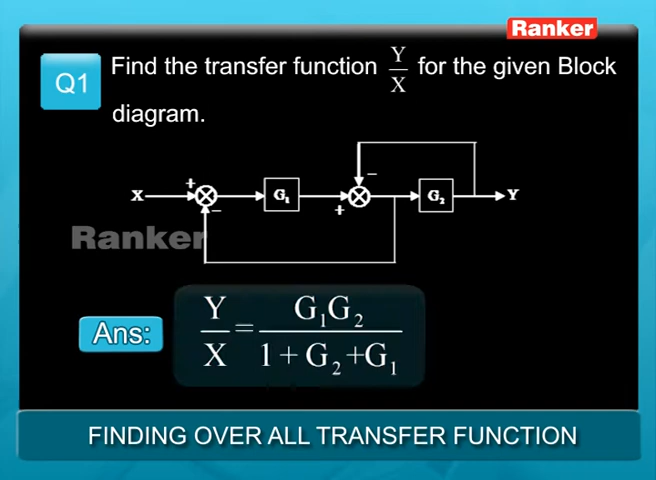 Ranker
Q1
Find the transfer function Y/X for the given Block
diagram.
X + − G₁ + − G₂ Y
Ranker
Ans: Y/X = G₁G₂/(1 + G₂ + G₁)
FINDING OVER ALL TRANSFER FUNCTION